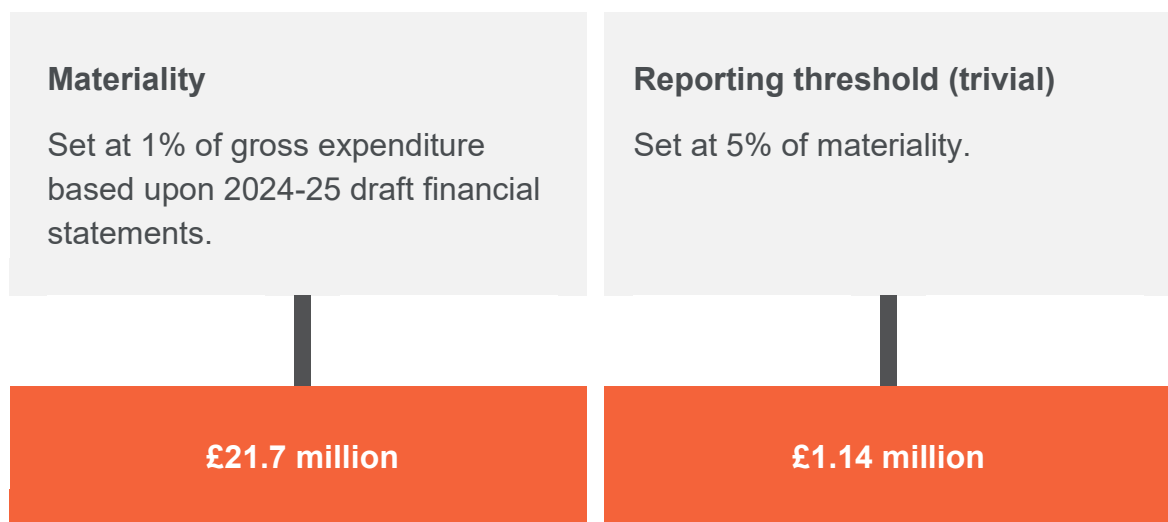 Materiality
Set at 1% of gross expenditure
based upon 2024-25 draft financial
statements.
£21.7 million
Reporting threshold (trivial)
Set at 5% of materiality.
£1.14 million